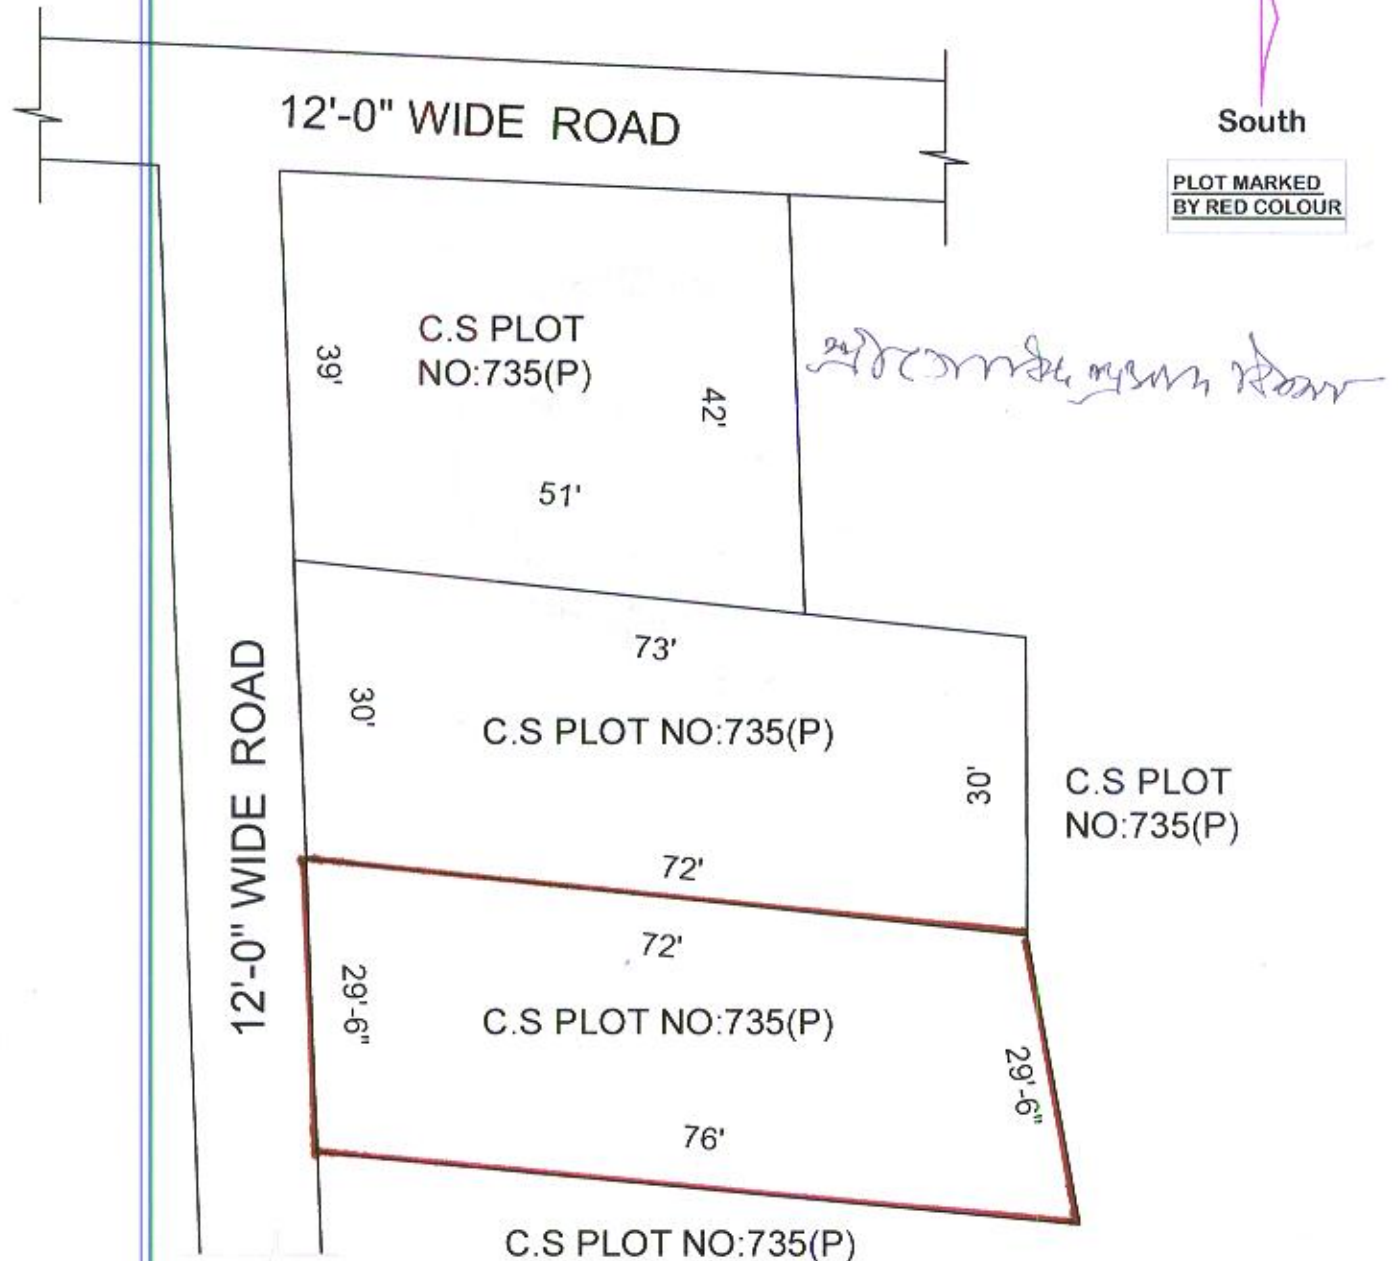 12'-0" WIDE ROAD
South
PLOT MARKED
BY RED COLOUR
C.S PLOT
NO:735(P)
39'
42'
51'
73'
30'
C.S PLOT NO:735(P)
30'
C.S PLOT
NO:735(P)
72'
12'-0" WIDE ROAD
72'
29'-6"
C.S PLOT NO:735(P)
29'-6"
76'
C.S PLOT NO:735(P)